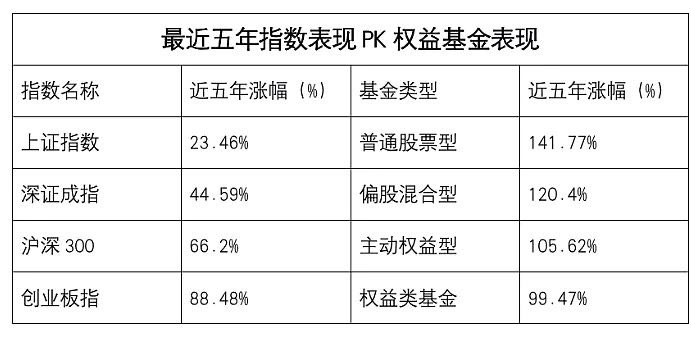 最近五年指数表现 PK 权益基金表现
指数名称 近五年涨幅（%） 基金类型 近五年涨幅（%）
上证指数 23.46% 普通股票型 141.77%
深证成指 44.59% 偏股混合型 120.4%
沪深 300 66.2% 主动权益型 105.62%
创业板指 88.48% 权益类基金 99.47%